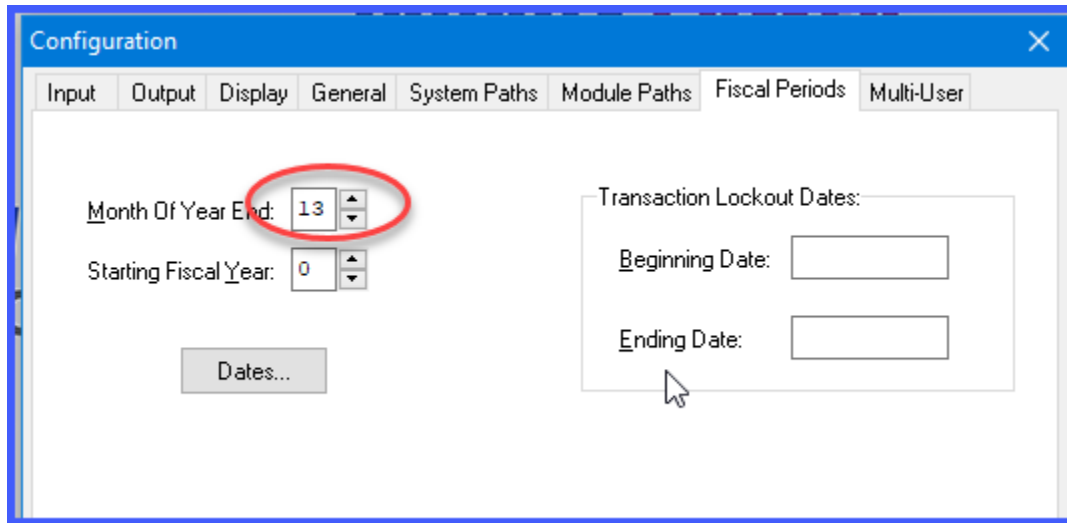 Configuration
Input Output Display General System Paths Module Paths Fiscal Periods Multi-User
Month Of Year End: 13
Starting Fiscal Year: 0
Dates...
Transaction Lockout Dates:
Beginning Date:
Ending Date: